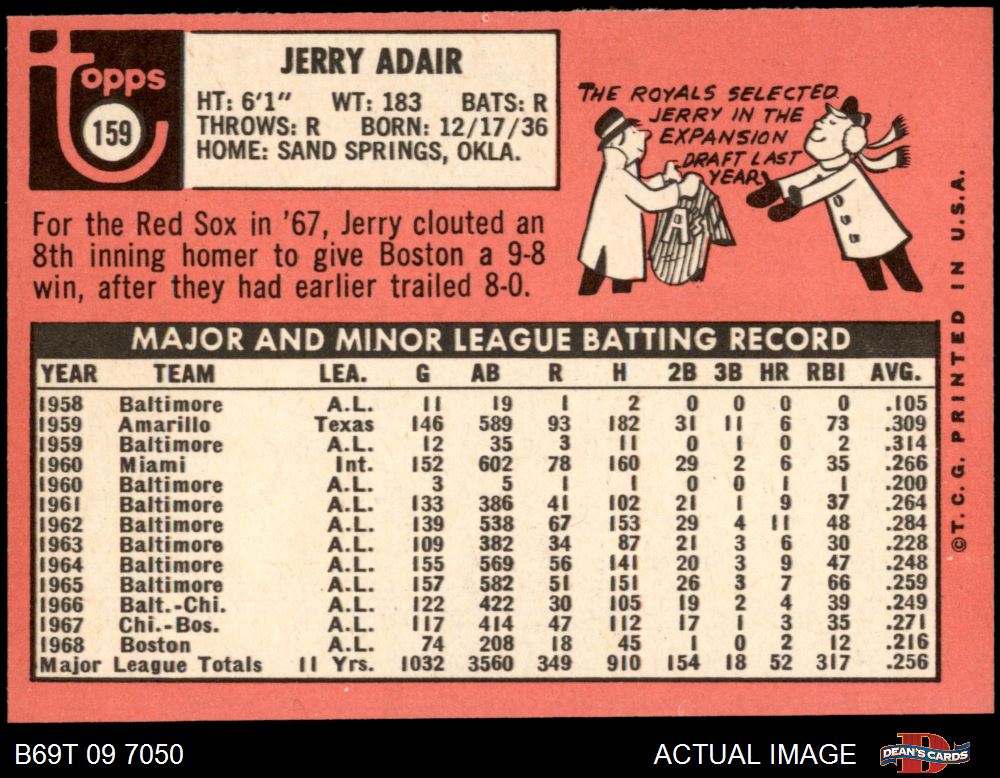 Topps
159
JERRY ADAIR
HT: 6'1" WT: 183 BATS: R
THROWS: R BORN: 12/17/36
HOME: SAND SPRINGS, OKLA.
THE ROYALS SELECTED
JERRY IN THE
EXPANSION
DRAFT LAST
YEAR
For the Red Sox in '67, Jerry clouted an
8th inning homer to give Boston a 9-8
win, after they had earlier trailed 8-0.
MAJOR AND MINOR LEAGUE BATTING RECORD
YEAR TEAM LEA. G AB R H 2B 3B HR RBI AVG.
1958 Baltimore A.L. 11 19 1 2 0 0 0 0 .105
1959 Amarillo Texas 146 589 93 182 31 11 6 73 .309
1959 Baltimore A.L. 12 35 3 11 0 1 0 2 .314
1960 Miami Int. 152 602 78 160 29 2 6 35 .266
1960 Baltimore A.L. 3 5 1 1 0 0 1 1 .200
1961 Baltimore A.L. 133 386 41 102 21 1 9 37 .264
1962 Baltimore A.L. 139 538 67 153 29 4 11 48 .284
1963 Baltimore A.L. 109 382 34 87 21 3 6 30 .228
1964 Baltimore A.L. 155 569 56 141 20 3 9 47 .248
1965 Baltimore A.L. 157 582 51 151 26 3 7 66 .259
1966 Balt.-Chi. A.L. 122 422 30 105 19 2 4 39 .249
1967 Chi.-Bos. A.L. 117 414 47 112 17 1 3 35 .271
1968 Boston A.L. 74 208 18 45 1 0 2 12 .216
Major League Totals 11 Yrs. 1032 3560 349 910 154 18 52 317 .256
©T.C.G. PRINTED IN U.S.A.
B69T 09 7050
ACTUAL IMAGE
DEAN'S CARDS